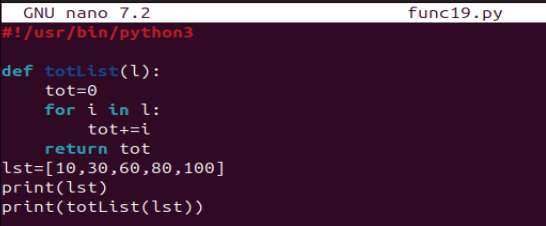 GNU nano 7.2 func19.py
#!/usr/bin/python3
def totList(l):
    tot=0
    for i in l:
        tot+=i
    return tot
lst=[10,30,60,80,100]
print(lst)
print(totList(lst))